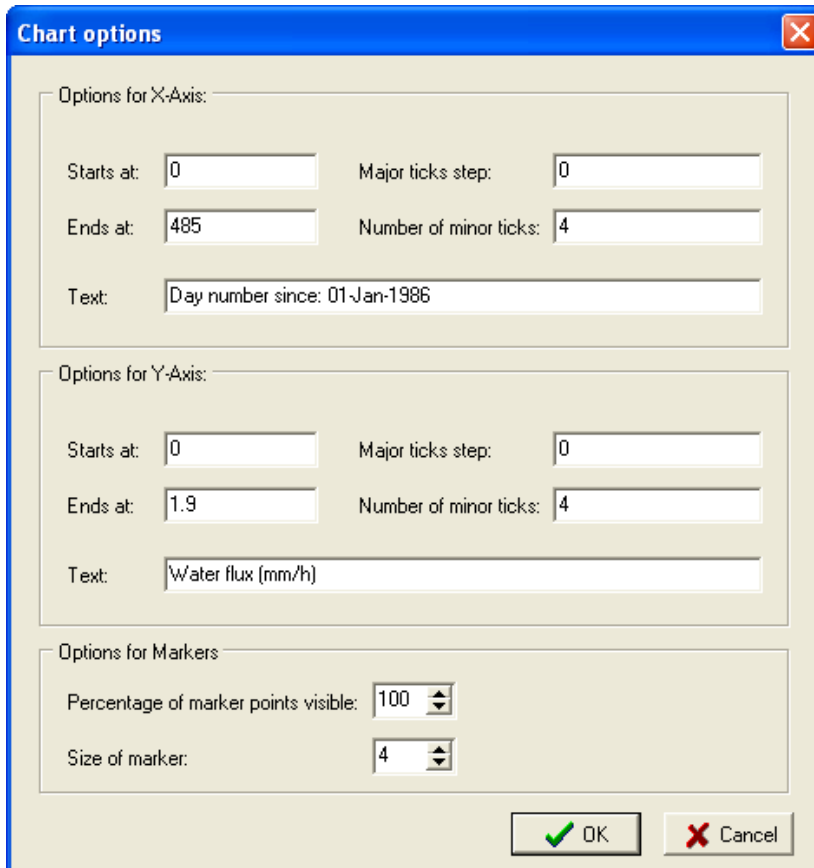 Chart options
Options for X-Axis:
Starts at: 0 Major ticks step: 0
Ends at: 485 Number of minor ticks: 4
Text: Day number since: 01-Jan-1986
Options for Y-Axis:
Starts at: 0 Major ticks step: 0
Ends at: 1.9 Number of minor ticks: 4
Text: Water flux (mm/h)
Options for Markers
Percentage of marker points visible: 100
Size of marker: 4
OK Cancel